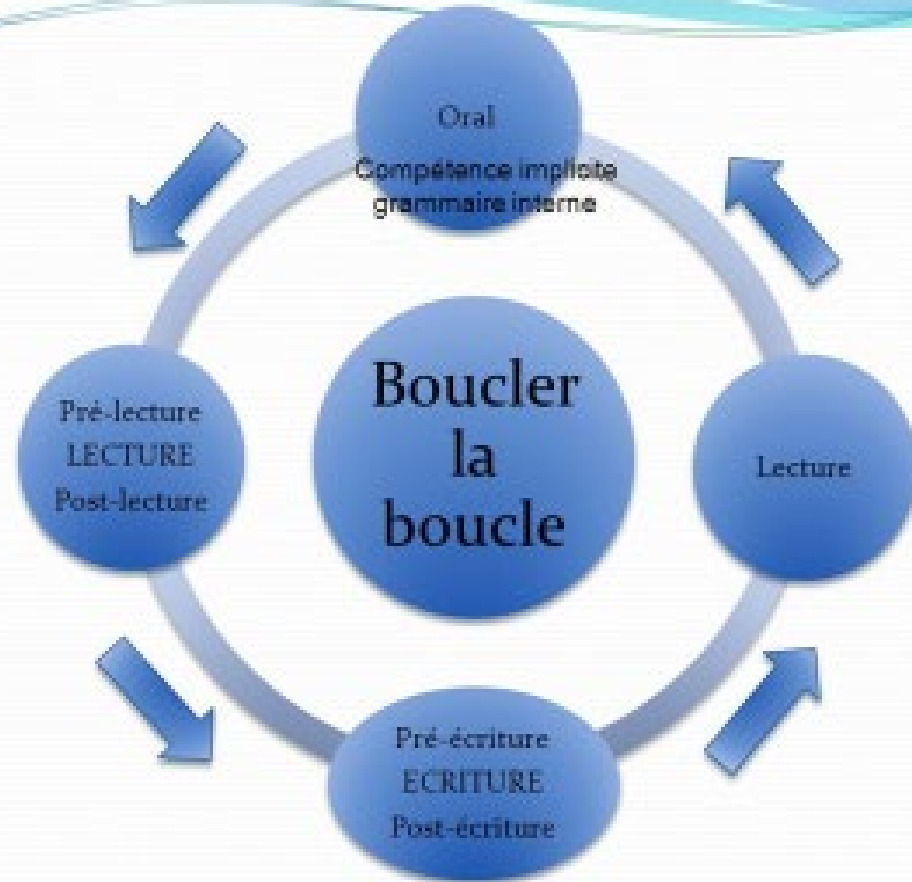 Oral
Compétence implicite
grammaire interne
Pré-lecture
LECTURE
Post-lecture
Boucler
la
boucle
Lecture
Pré-écriture
ECRITURE
Post-écriture